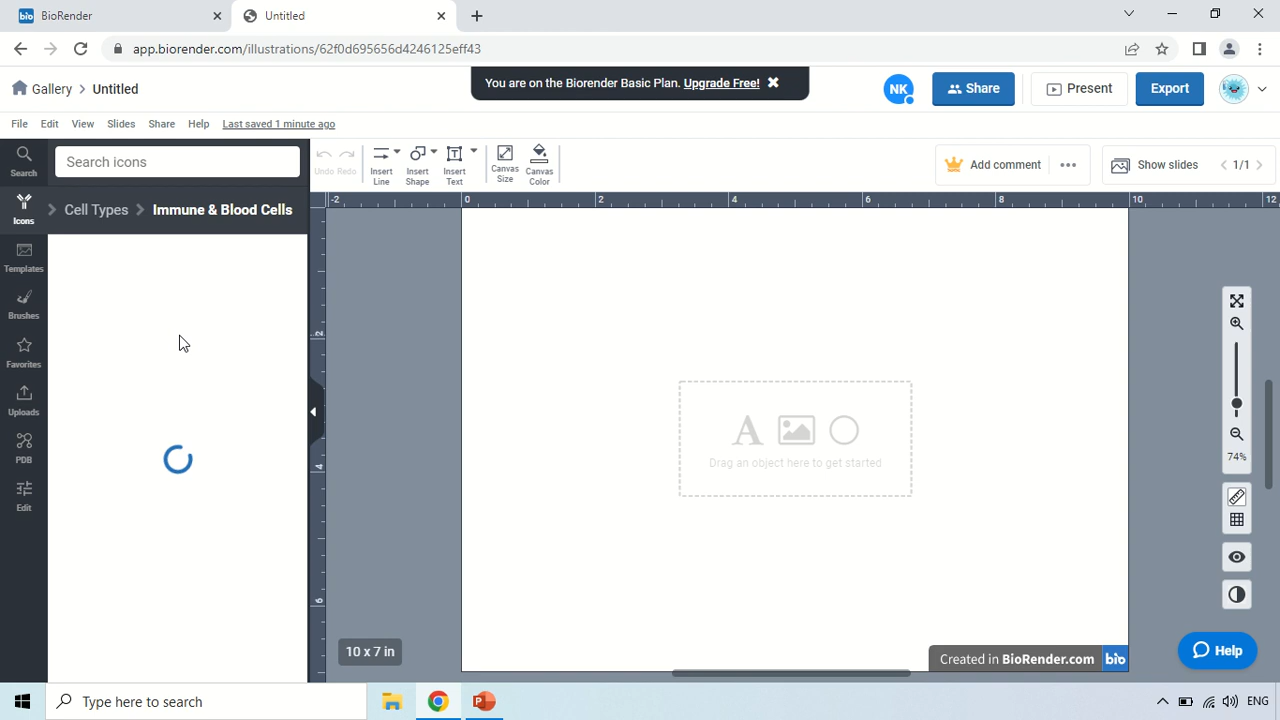 BioRender
Untitled
app.biorender.com/illustrations/62f0d695656d4246125eff43
Gallery > Untitled
You are on the Biorender Basic Plan. Upgrade Free!
NK
Share
Present
Export
File Edit View Slides Share Help Last saved 1 minute ago
Search
Search icons
Undo Redo
Insert Line
Insert Shape
Insert Text
Canvas Size
Canvas Color
Add comment
Show slides
1/1
Icons
Cell Types > Immune & Blood Cells
-2 0 2 4 6 8 10 12
Templates
Brushes
Favorites
Uploads
PDB
Edit
2
4
6
A
Drag an object here to get started
74%
10 x 7 in
Created in BioRender.com bio
Help
Type here to search
ENG